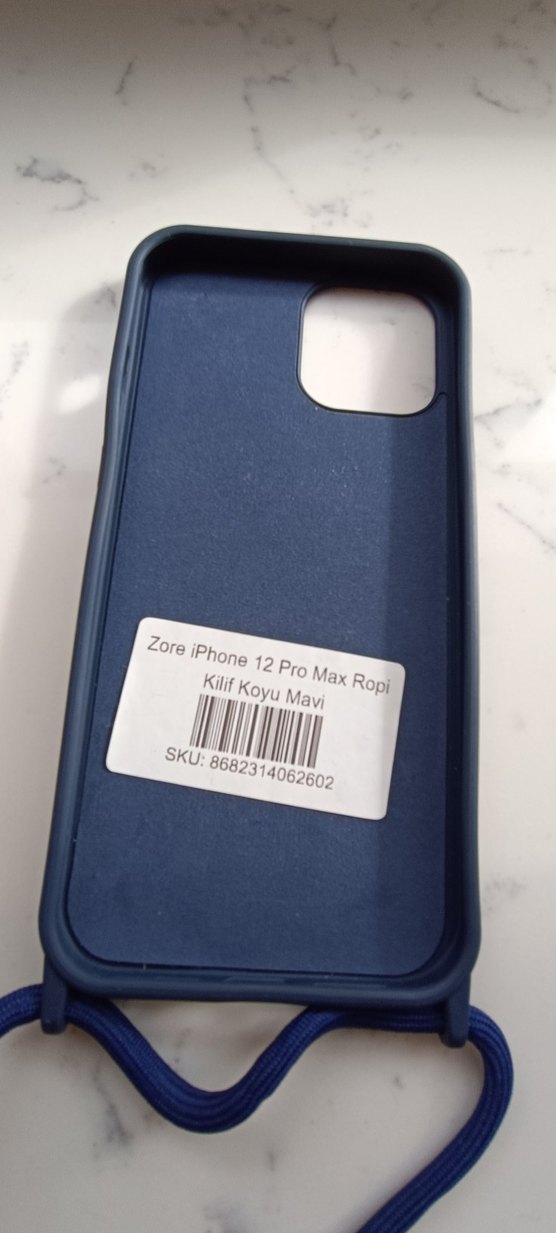 Zore iPhone 12 Pro Max Ropi
Kilif Koyu Mavi
SKU: 8682314062602